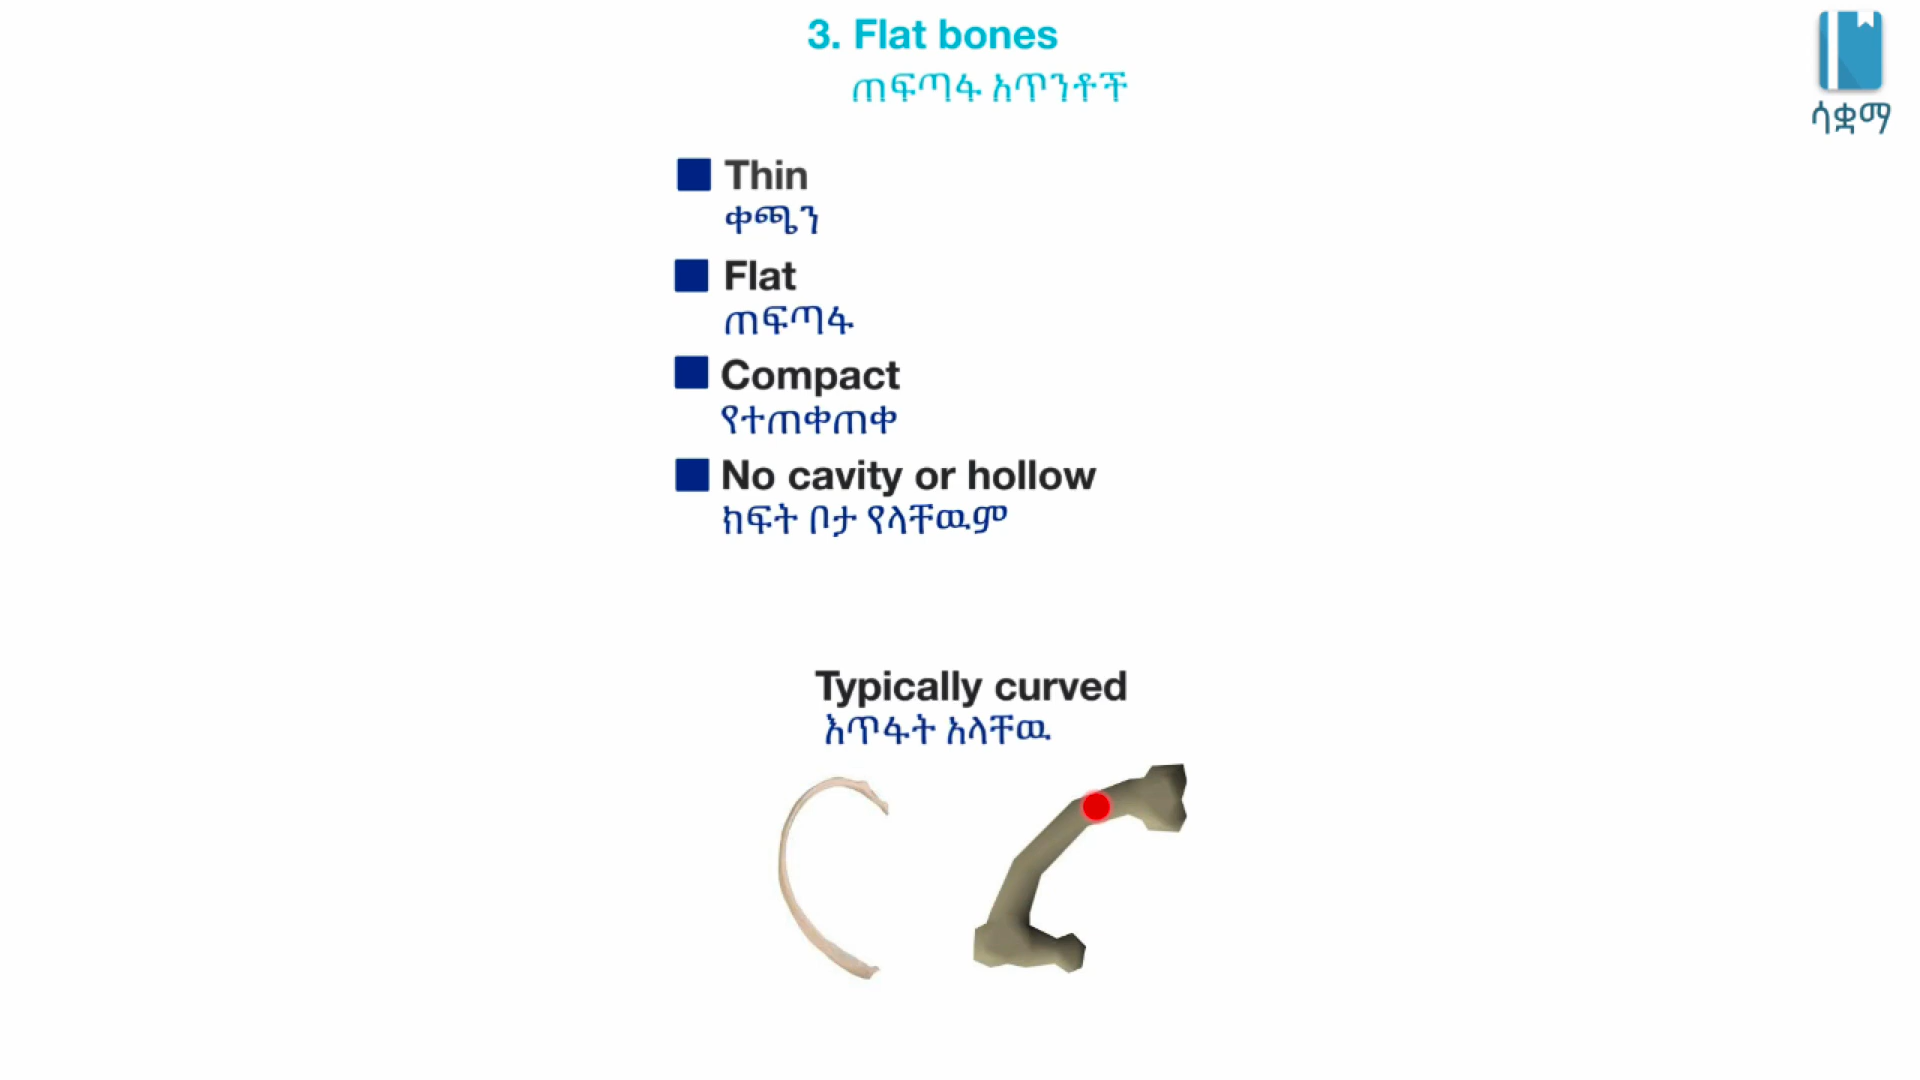 3. Flat bones
ጠፍጣፋ አጥንቶች
ሳቋማ
Thin
ቀጫን
Flat
ጠፍጣፋ
Compact
የተጠቀጠቀ
No cavity or hollow
ክፍት ቦታ የላቸዉም
Typically curved
እጥፋት አላቸዉ